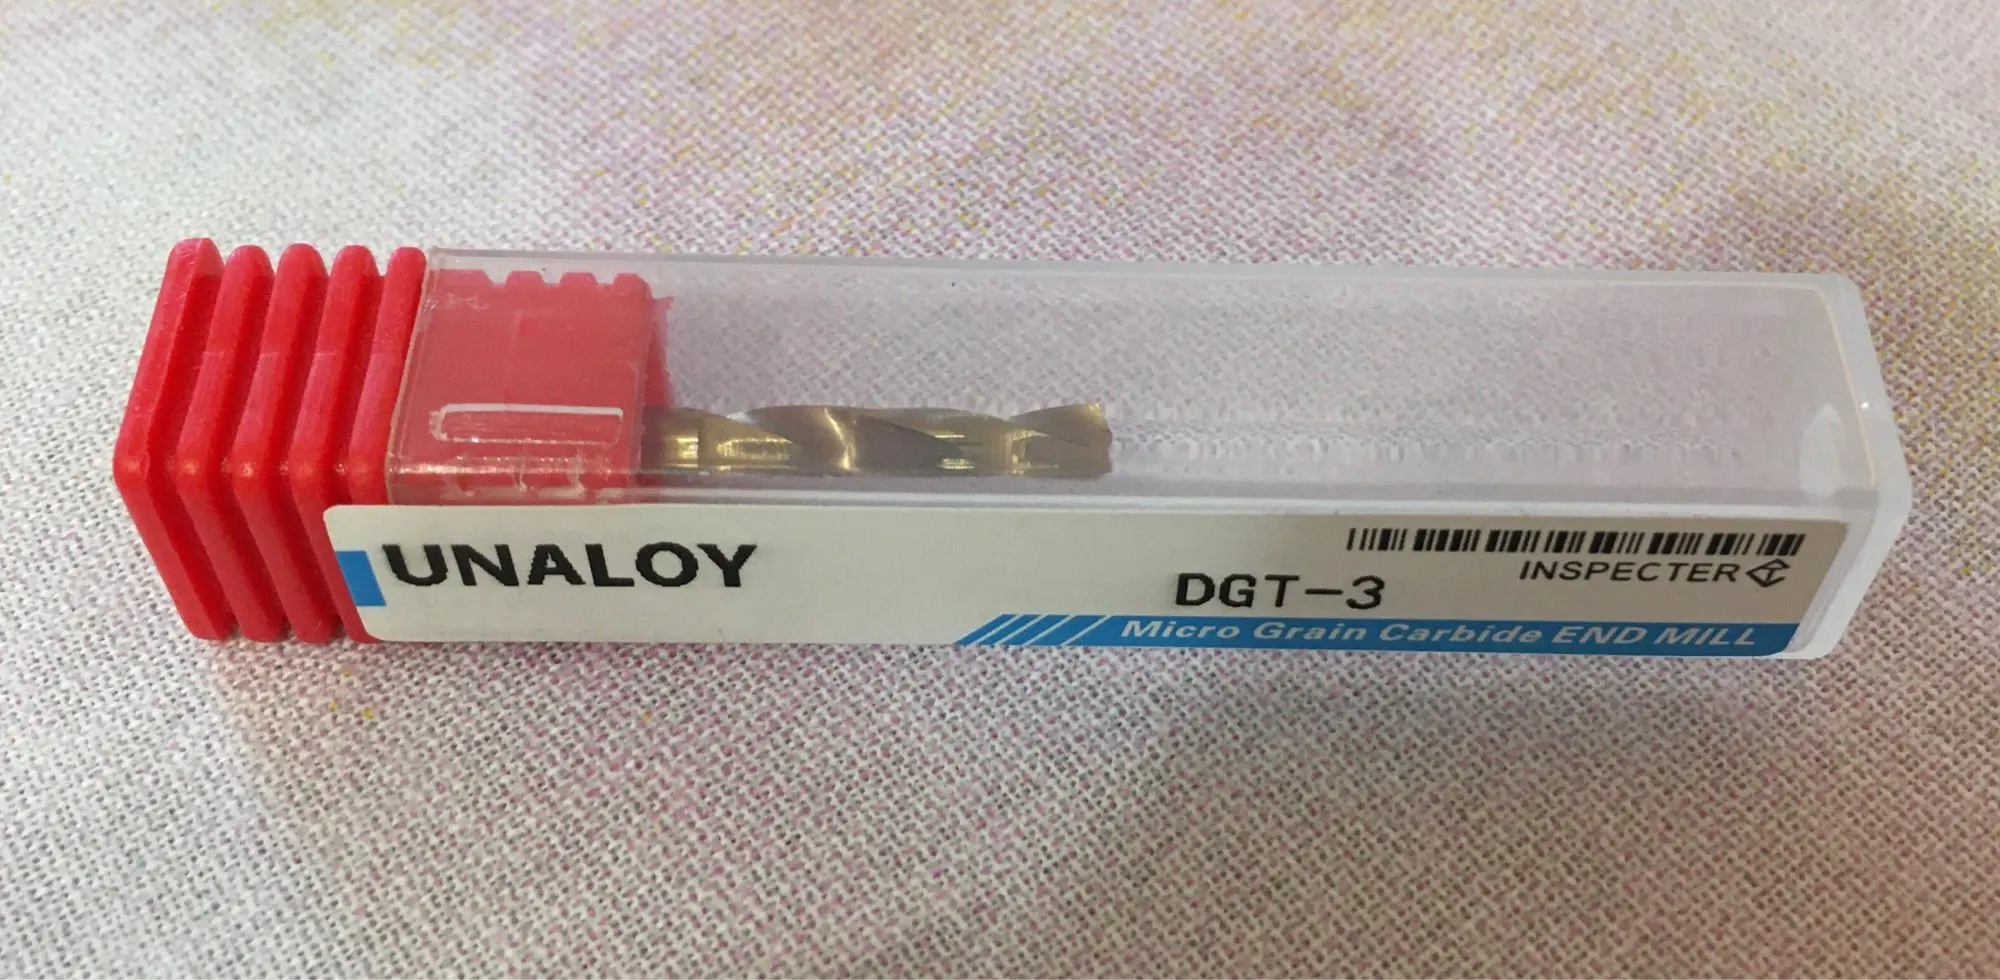 UNALOY
DGT-3
INSPECTER
Micro Grain Carbide END MILL